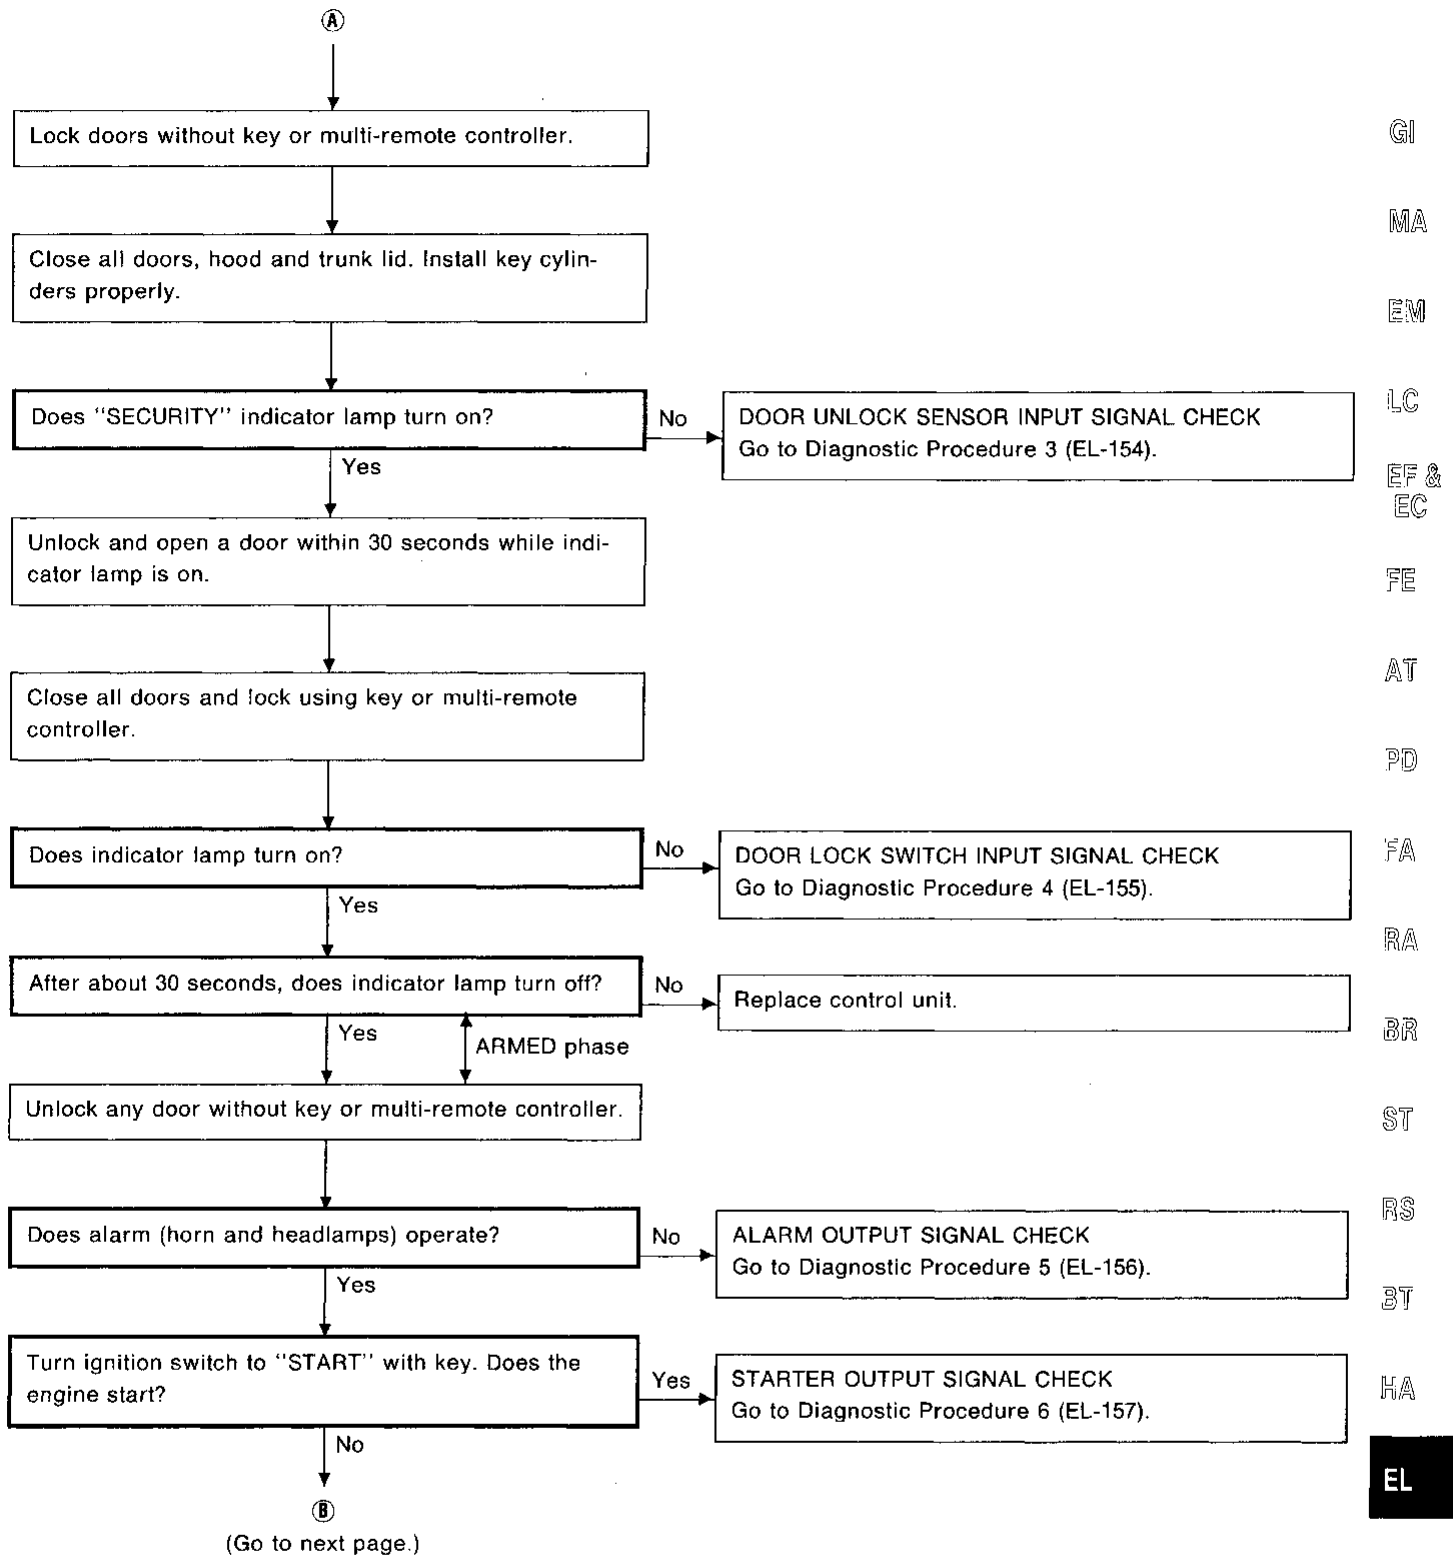 A
Lock doors without key or multi-remote controller.
Close all doors, hood and trunk lid. Install key cylin-
ders properly.
Does "SECURITY" indicator lamp turn on?
No
DOOR UNLOCK SENSOR INPUT SIGNAL CHECK
Go to Diagnostic Procedure 3 (EL-154).
Yes
Unlock and open a door within 30 seconds while indi-
cator lamp is on.
Close all doors and lock using key or multi-remote
controller.
Does indicator lamp turn on?
No
DOOR LOCK SWITCH INPUT SIGNAL CHECK
Go to Diagnostic Procedure 4 (EL-155).
Yes
After about 30 seconds, does indicator lamp turn off?
No
Replace control unit.
Yes
ARMED phase
Unlock any door without key or multi-remote controller.
Does alarm (horn and headlamps) operate?
No
ALARM OUTPUT SIGNAL CHECK
Go to Diagnostic Procedure 5 (EL-156).
Yes
Turn ignition switch to "START" with key. Does the
engine start?
Yes
STARTER OUTPUT SIGNAL CHECK
Go to Diagnostic Procedure 6 (EL-157).
No
B
(Go to next page.)
GI
MA
EM
LC
EF &
EC
FE
AT
PD
FA
RA
BR
ST
RS
BT
HA
EL